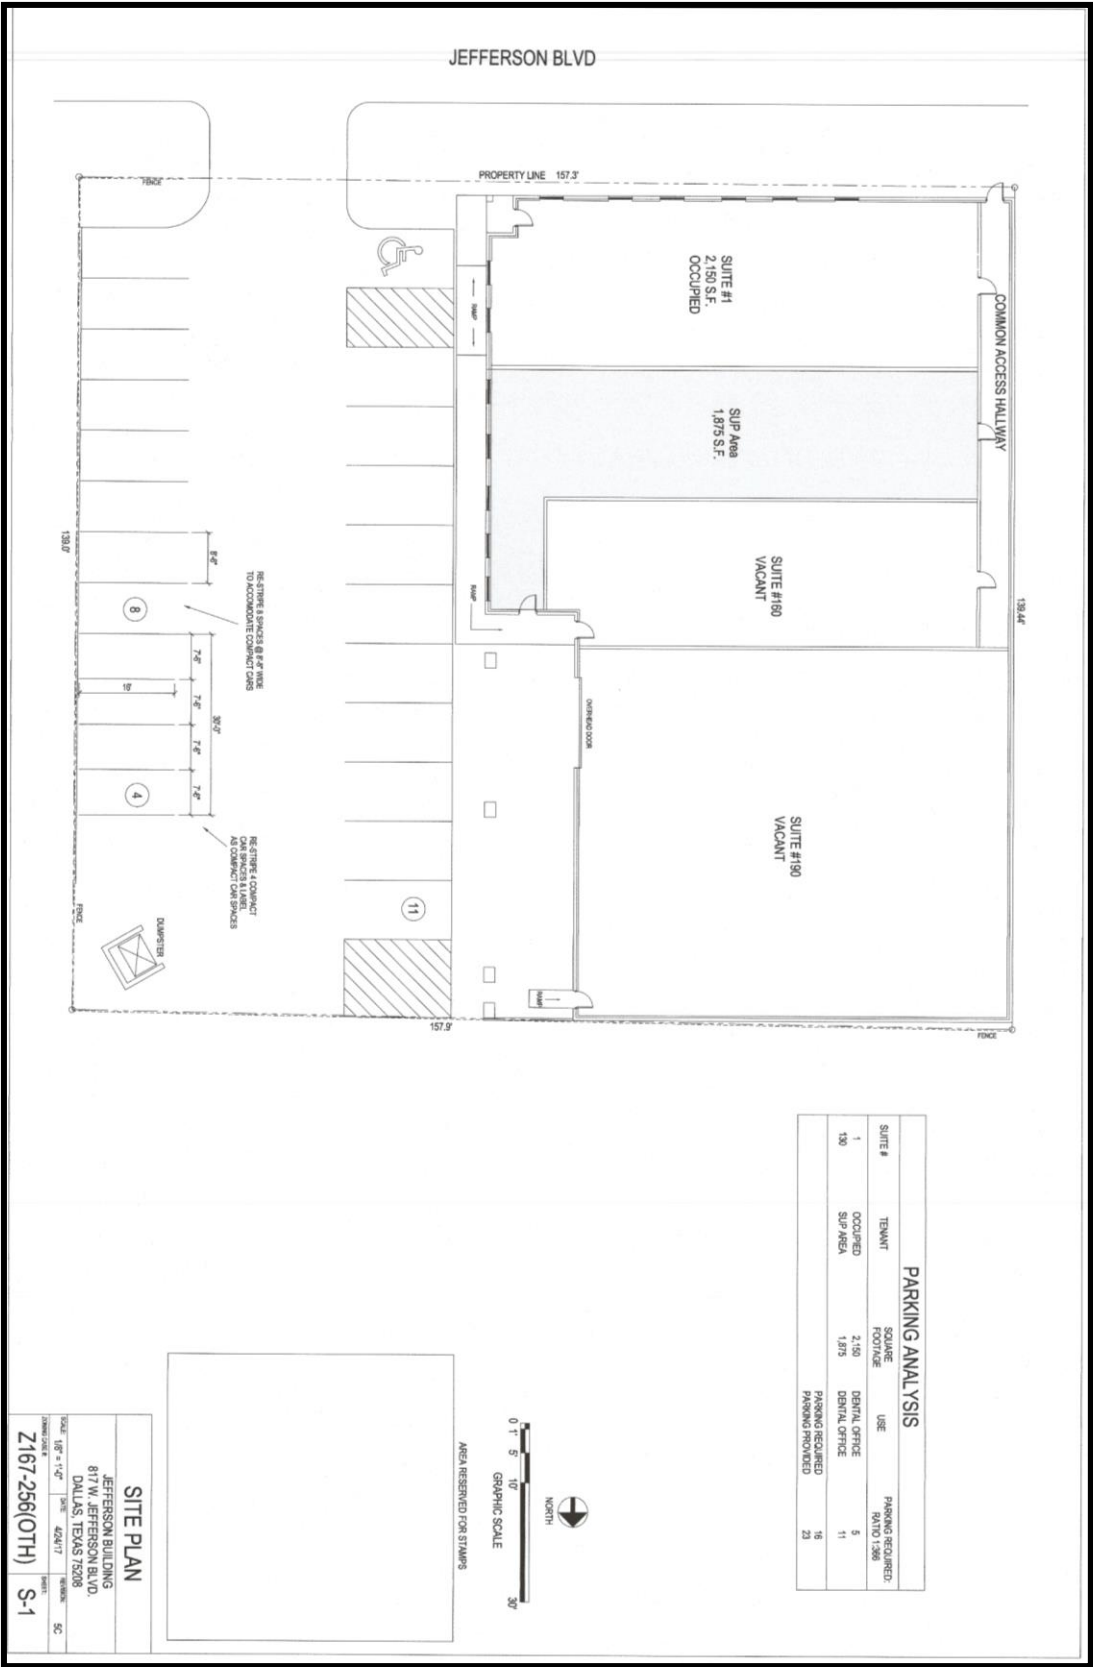 JEFFERSON BLVD
PROPERTY LINE 157.3'
FENCE
SUITE #1
2,150 S.F.
OCCUPIED
COMMON ACCESS HALLWAY
RAMP
SUP Area
1,875 S.F.
139.0'
8'-6"
RE-STRIPE 8 SPACES @ 8'-6" WIDE
TO ACCOMODATE COMPACT CARS
8
SUITE #160
VACANT
139.44'
RAMP
7'-6"
7'-6"
7'-6"
7'-6"
30'-0"
OVERHEAD DOOR
4
SUITE #190
VACANT
RE-STRIPE 4 COMPACT
CAR SPACES & LABEL
AS COMPACT CAR SPACES
11
FENCE
DUMPSTER
RAMP
157.9'
FENCE
PARKING ANALYSIS
SUITE # TENANT SQUARE FOOTAGE USE PARKING REQUIRED:
1 OCCUPIED 2,150 DENTAL OFFICE 5
130 SUP AREA 1,875 DENTAL OFFICE 11
PARKING REQUIRED 16
PARKING PROVIDED 23
NORTH
0 1' 5' 10' 30'
GRAPHIC SCALE
AREA RESERVED FOR STAMPS
SITE PLAN
JEFFERSON BUILDING
817 W. JEFFERSON BLVD.
DALLAS, TEXAS 75208
SCALE: 1/8" = 1'-0" DATE: 4/24/17 REVISION: 5C
ZONING CASE #: SHEET:
Z167-256(OTH) S-1